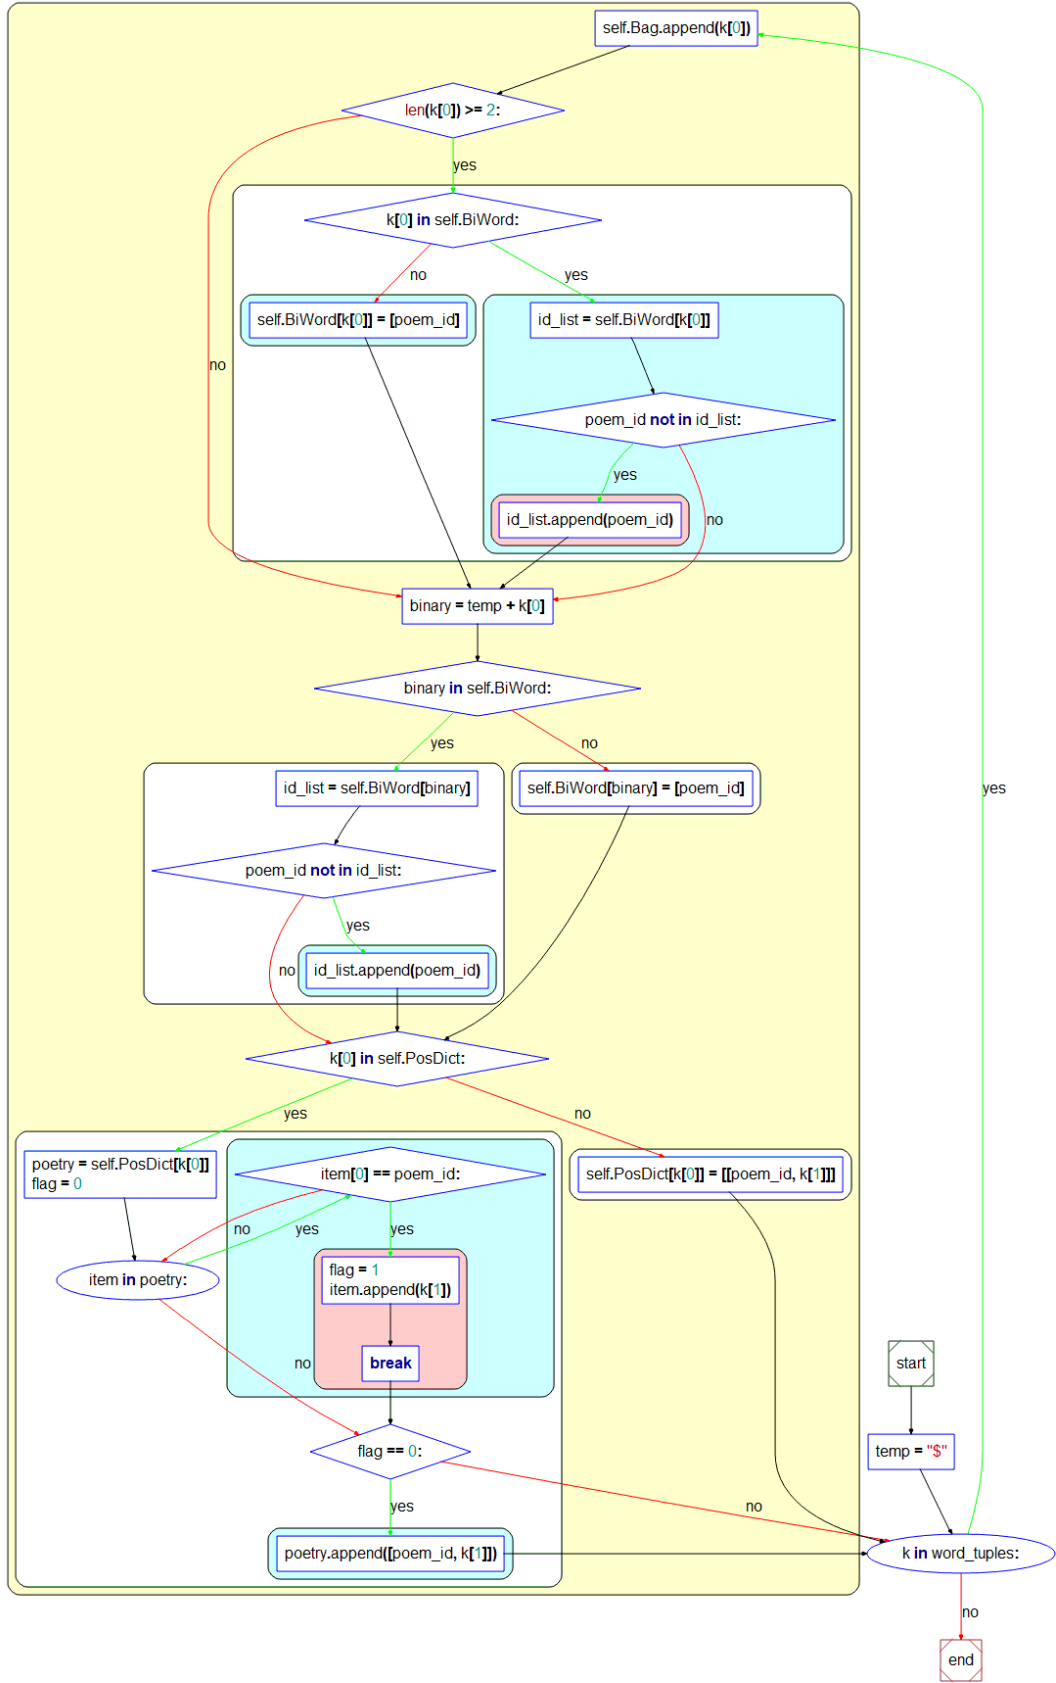 self.Bag.append(k[0])
len(k[0]) >= 2:
yes
k[0] in self.BiWord:
no
yes
self.BiWord[k[0]] = [poem_id]
id_list = self.BiWord[k[0]]
no
poem_id not in id_list:
yes
id_list.append(poem_id)
no
binary = temp + k[0]
binary in self.BiWord:
yes
no
id_list = self.BiWord[binary]
self.BiWord[binary] = [poem_id]
yes
poem_id not in id_list:
yes
no
id_list.append(poem_id)
k[0] in self.PosDict:
yes
no
poetry = self.PosDict[k[0]]
flag = 0
item[0] == poem_id:
self.PosDict[k[0]] = [[poem_id, k[1]]]
no
yes
yes
item in poetry:
flag = 1
item.append(k[1])
no
break
start
flag == 0:
temp = "$"
yes
no
poetry.append([poem_id, k[1]])
k in word_tuples:
no
end